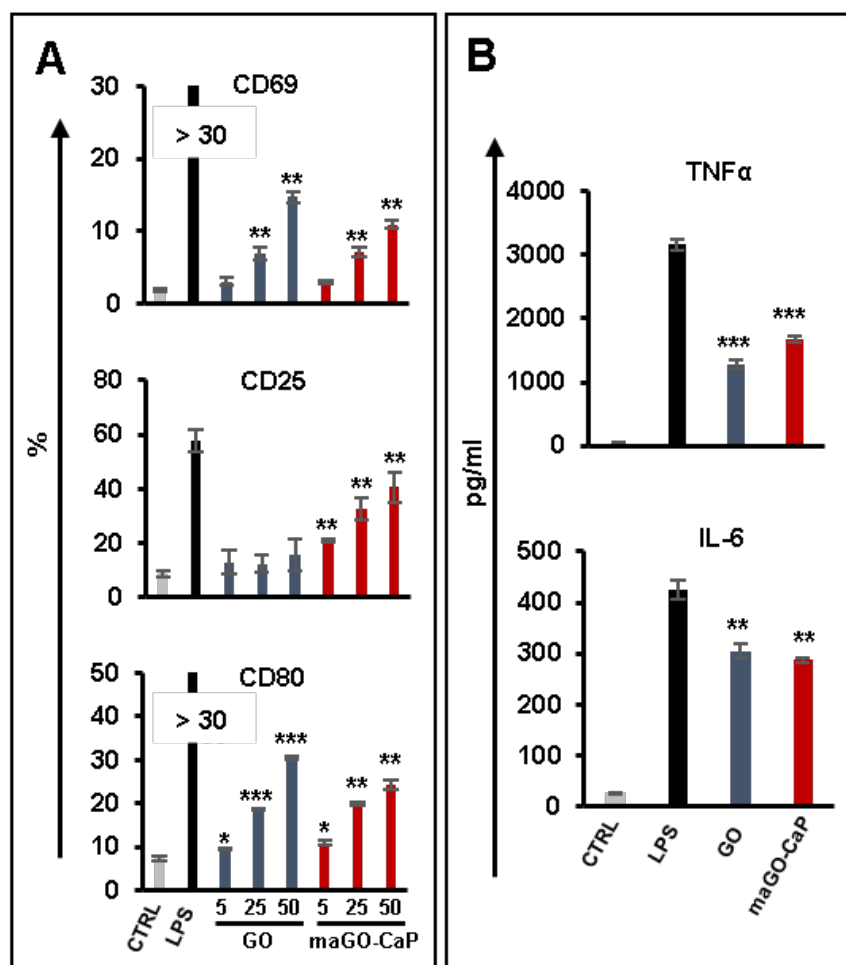 A
CD69
30
> 30
20
**
**
**
**
10
0
%
CD25
80
60
**
**
40
**
20
0
CD80
50
40
> 30
***
30
***
**
**
20
*
*
10
0
CTRL
LPS
5 25 50 5 25 50
GO maGO-CaP
B
TNFα
4000
3000
***
***
2000
1000
0
pg/ml
IL-6
500
400
**
**
300
200
100
0
CTRL
LPS
GO
maGO-CaP